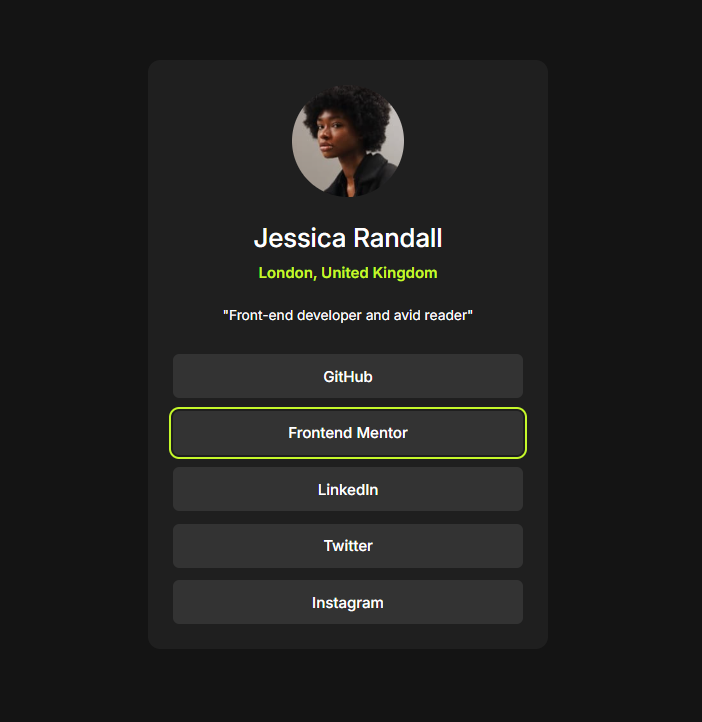 Jessica Randall
London, United Kingdom
"Front-end developer and avid reader"
GitHub
Frontend Mentor
LinkedIn
Twitter
Instagram